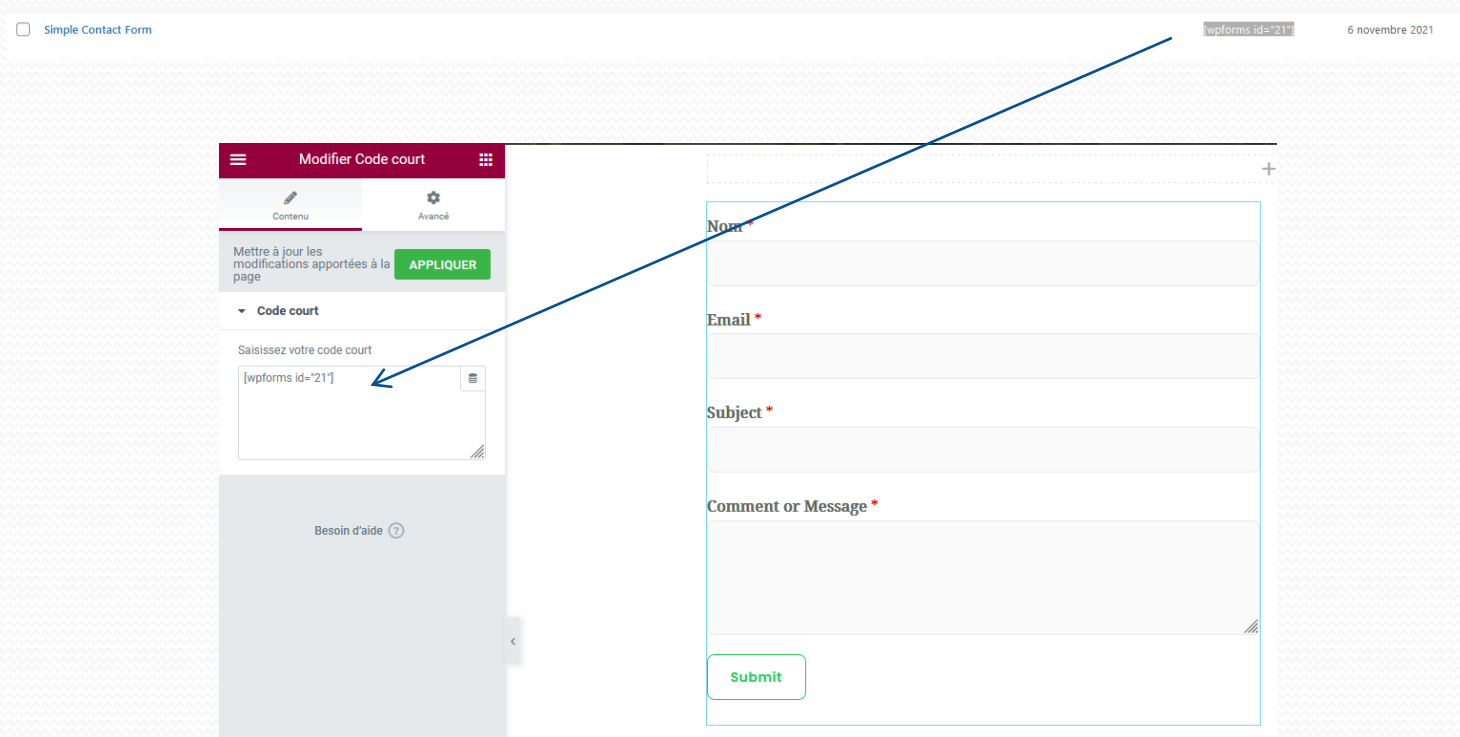 Simple Contact Form [wpforms id="21"] 6 novembre 2021
Modifier Code court
Contenu Avancé
Mettre à jour les
modifications apportées à la
page
APPLIQUER
Code court
Saisissez votre code court
[wpforms id="21"]
Besoin d'aide ?
Nom *
Email *
Subject *
Comment or Message *
Submit